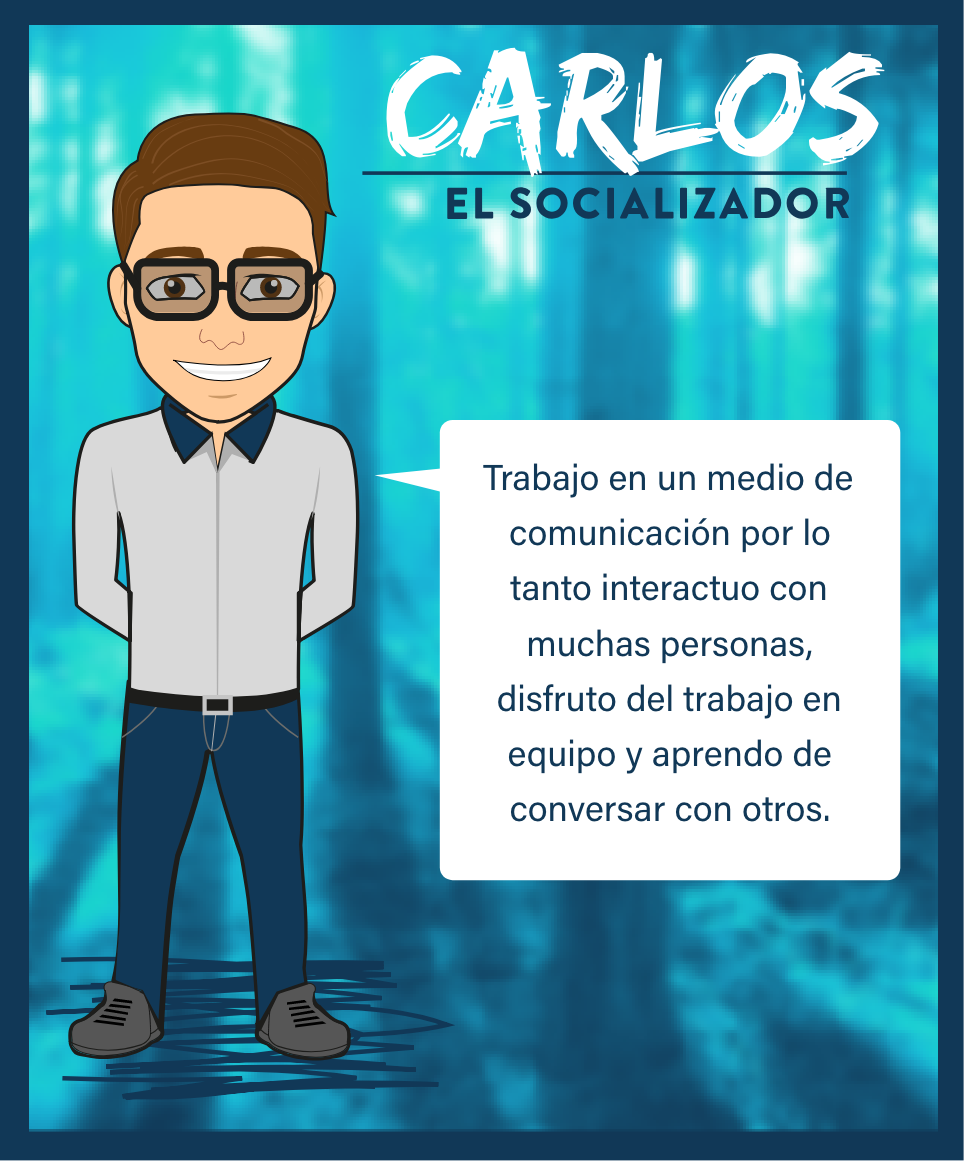 CARLOS
EL SOCIALIZADOR
Trabajo en un medio de
comunicación por lo
tanto interactuo con
muchas personas,
disfruto del trabajo en
equipo y aprendo de
conversar con otros.